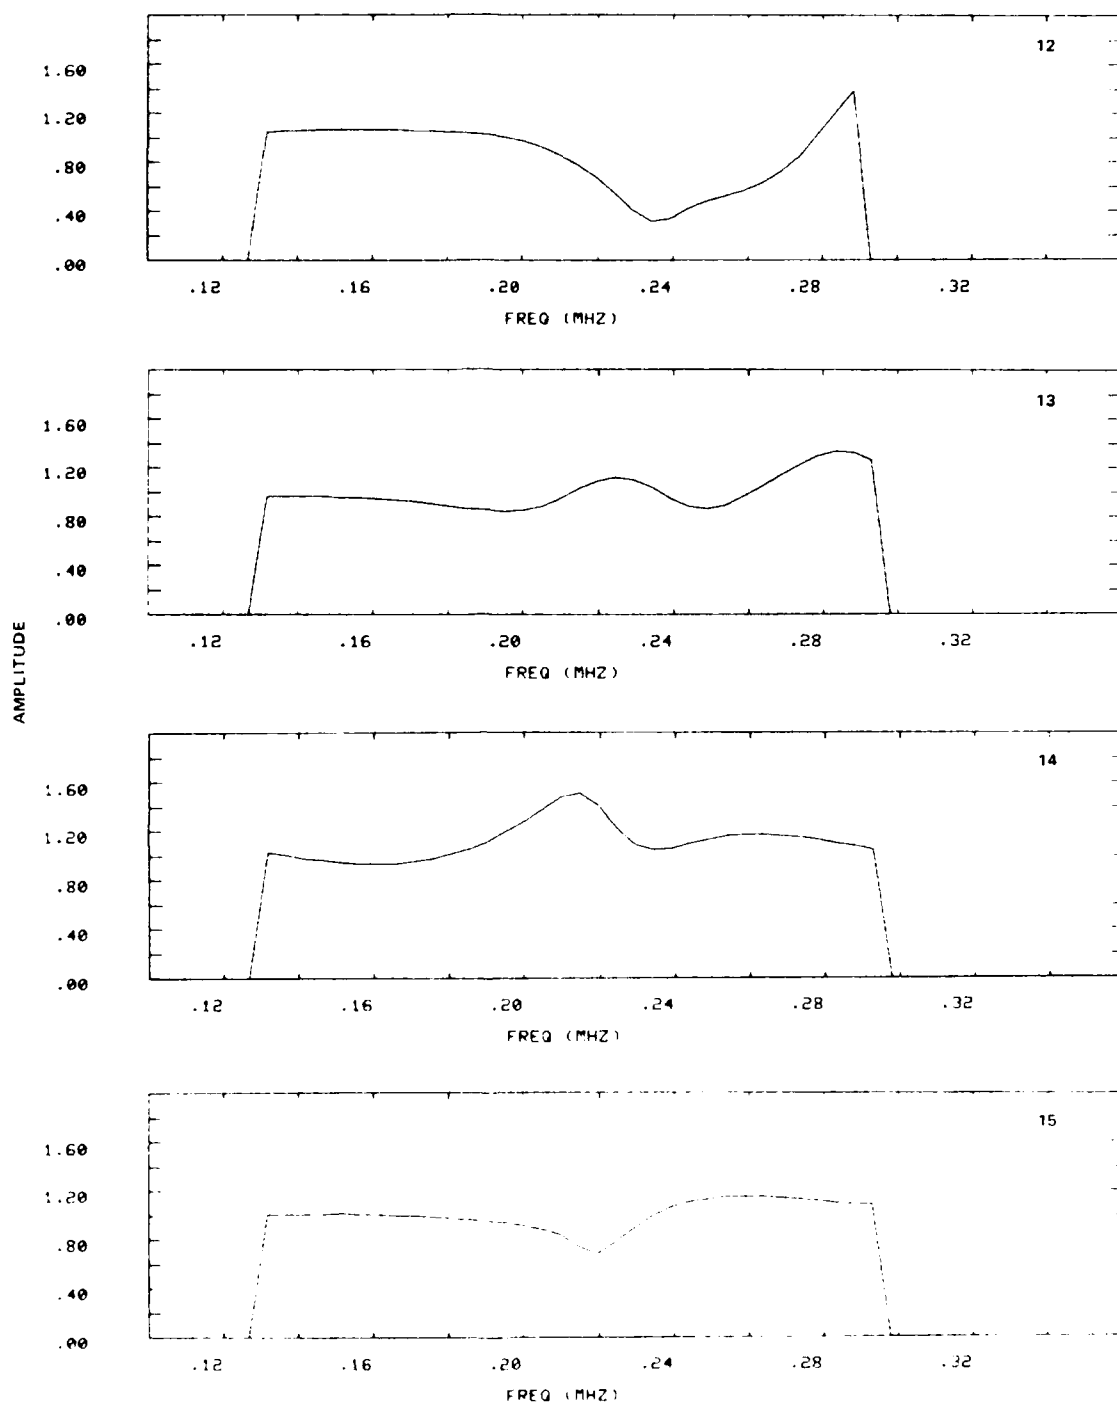 12
1.60
1.20
.80
.40
.00
.12 .16 .20 .24 .28 .32
FREQ (MHZ)
13
1.60
1.20
.80
.40
.00
.12 .16 .20 .24 .28 .32
FREQ (MHZ)
AMPLITUDE
14
1.60
1.20
.80
.40
.00
.12 .16 .20 .24 .28 .32
FREQ (MHZ)
15
1.60
1.20
.80
.40
.00
.12 .16 .20 .24 .28 .32
FREQ (MHZ)